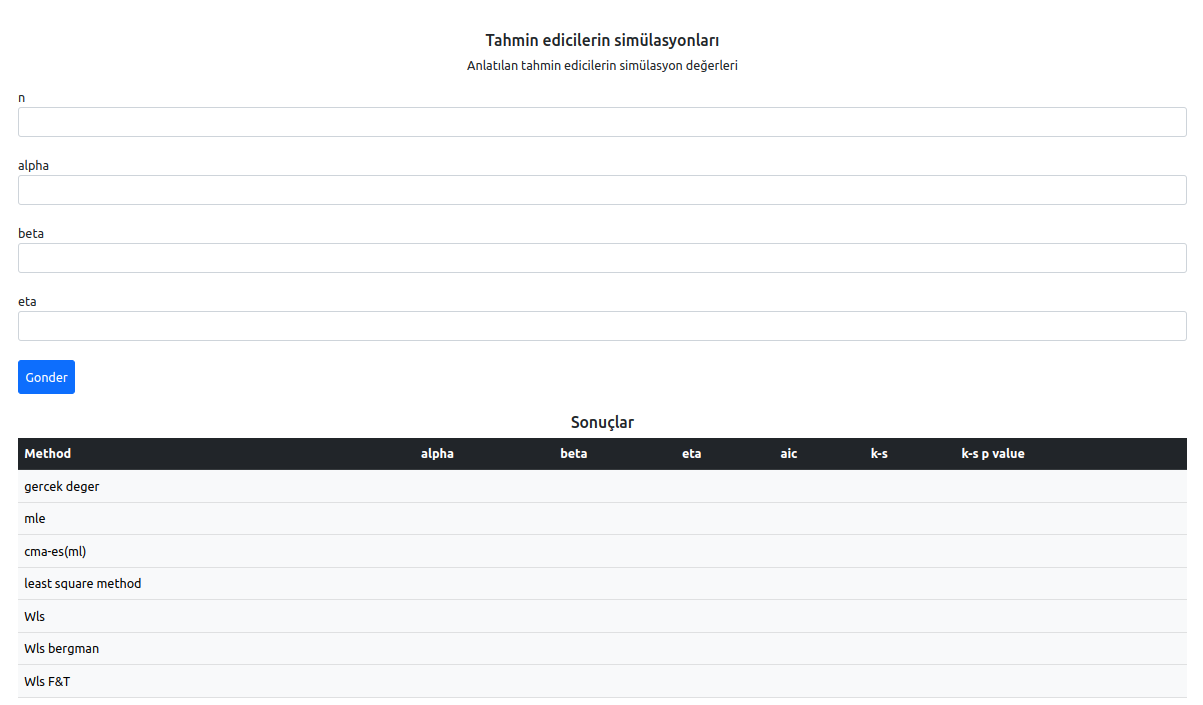 Tahmin edicilerin simülasyonları
Anlatılan tahmin edicilerin simülasyon değerleri
n
alpha
beta
eta
Gonder
Sonuçlar
Method alpha beta eta aic k-s k-s p value
gercek deger
mle
cma-es(ml)
least square method
Wls
Wls bergman
Wls F&T